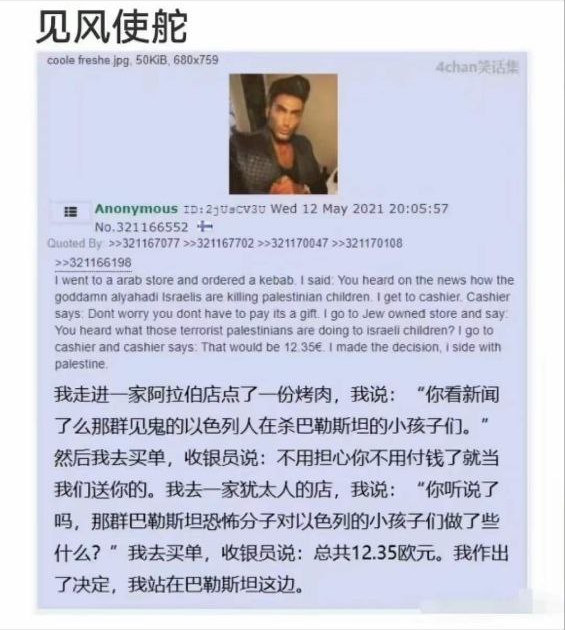 见风使舵
coole freshe.jpg, 50KiB, 680x759
4chan笑话集
Anonymous ID:2jUsCV3U Wed 12 May 2021 20:05:57
No.321166552
Quoted By: >>321167077 >>321167702 >>321170047 >>321170108
>>321166198
I went to a arab store and ordered a kebab. I said: You heard on the news how the
goddamn alyahadi Israelis are killing palestinian children. I get to cashier. Cashier
says: Dont worry you dont have to pay its a gift. I go to Jew owned store and say:
You heard what those terrorist palestinians are doing to israeli children? I go to
cashier and cashier says: That would be 12.35€. I made the decision, i side with
palestine.
我走进一家阿拉伯店点了一份烤肉，我说：“你看新闻
了么那群见鬼的以色列人在杀巴勒斯坦的小孩子们。”
然后我去买单，收银员说：不用担心你不用付钱了就当
我们送你的。我去一家犹太人的店，我说：“你听说了
吗，那群巴勒斯坦恐怖分子对以色列的小孩子们做了些
什么？”我去买单，收银员说：总共12.35欧元。我作出
了决定，我站在巴勒斯坦这边。